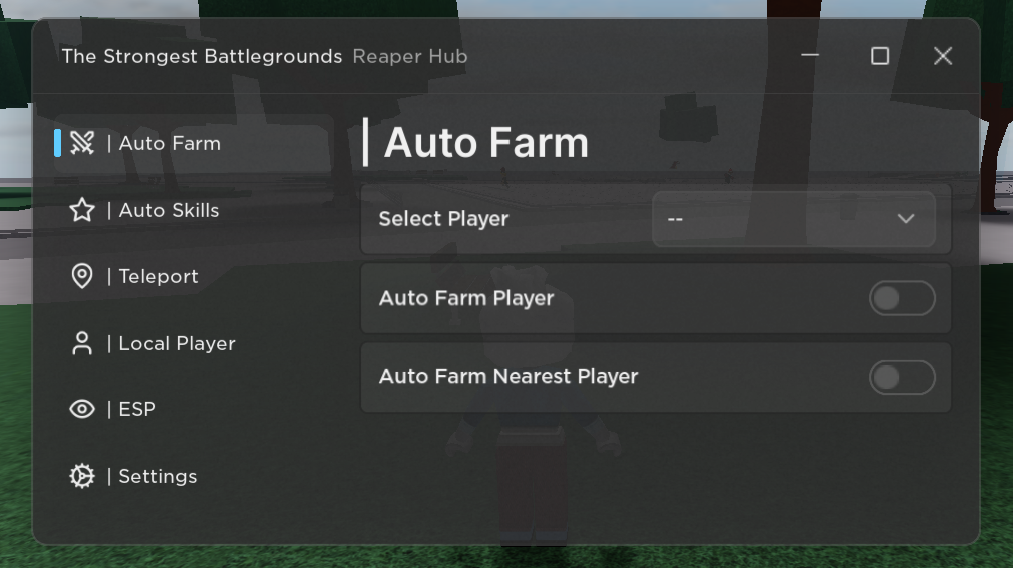 The Strongest Battlegrounds Reaper Hub
| Auto Farm
| Auto Skills
| Teleport
| Local Player
| ESP
| Settings
| Auto Farm
Select Player --
Auto Farm Player
Auto Farm Nearest Player